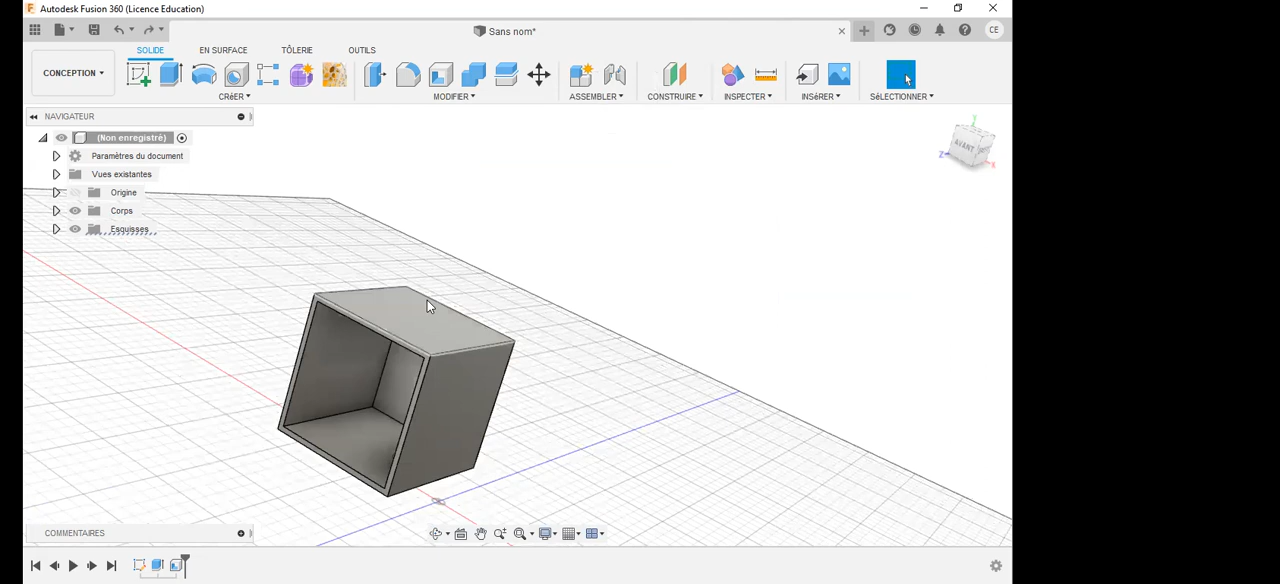 Autodesk Fusion 360 (Licence Education)
Sans nom*
CE
SOLIDE EN SURFACE TÔLERIE OUTILS
CONCEPTION
CRéER MODIFIER ASSEMBLER CONSTRUIRE INSPECTER INSéRER SéLECTIONNER
NAVIGATEUR
(Non enregistré)
Paramètres du document
Vues existantes
Origine
Corps
Esquisses
AVANT
Y
Z
X
COMMENTAIRES